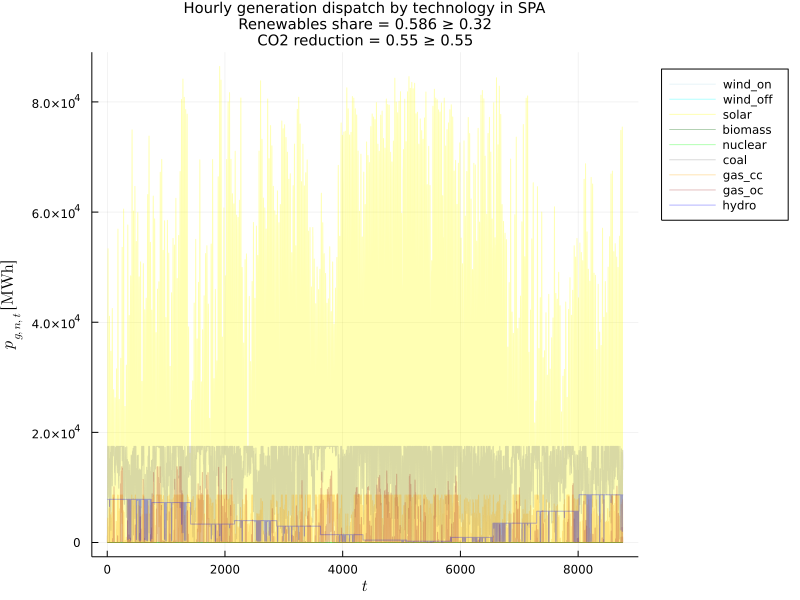 Hourly generation dispatch by technology in SPA
Renewables share = 0.586 ≥ 0.32
CO2 reduction = 0.55 ≥ 0.55
p_{g,n,t} [MWh]
8.0×10⁴
6.0×10⁴
4.0×10⁴
2.0×10⁴
0
0 2000 4000 6000 8000
t
wind_on
wind_off
solar
biomass
nuclear
coal
gas_cc
gas_oc
hydro